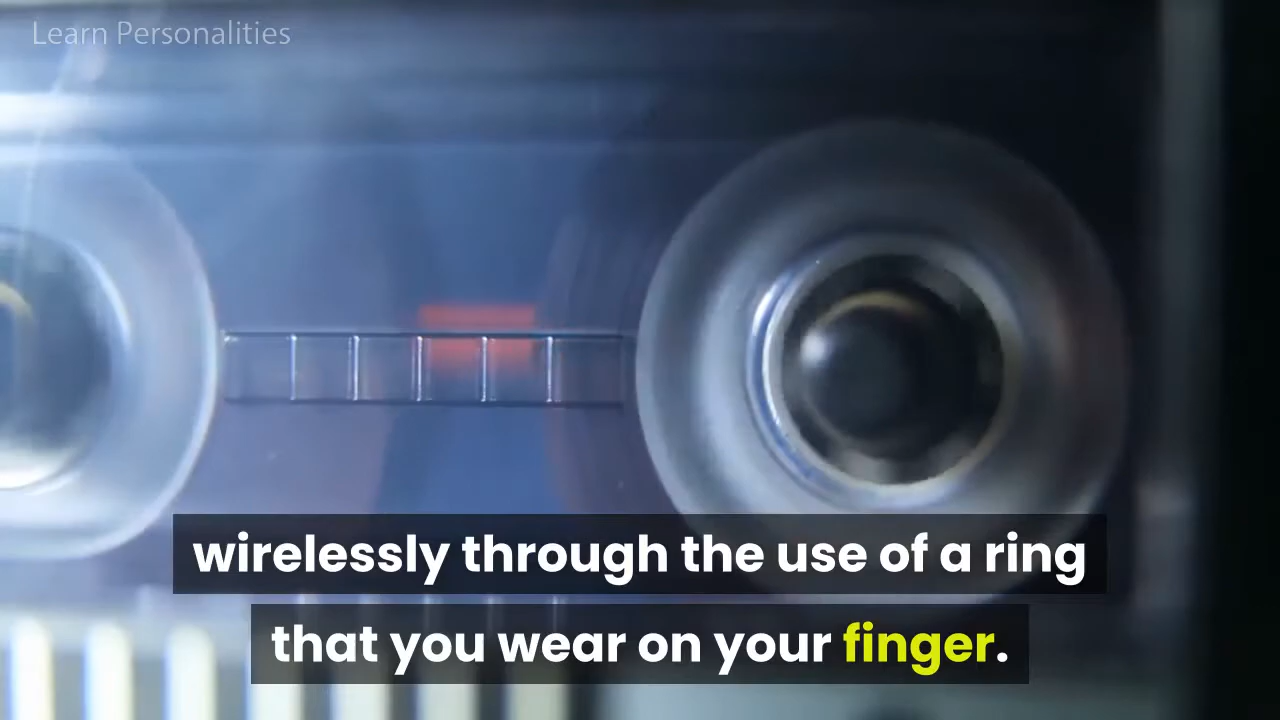 Learn Personalities
wirelessly through the use of a ring
that you wear on your finger.